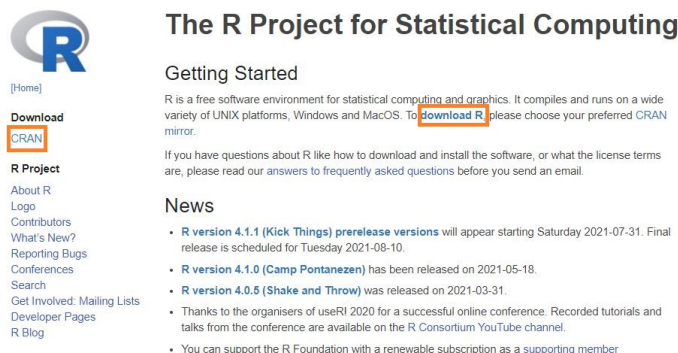 R
The R Project for Statistical Computing
[Home]
Download
CRAN
R Project
About R
Logo
Contributors
What's New?
Reporting Bugs
Conferences
Search
Get Involved: Mailing Lists
Developer Pages
R Blog
Getting Started
R is a free software environment for statistical computing and graphics. It compiles and runs on a wide
variety of UNIX platforms, Windows and MacOS. To download R, please choose your preferred CRAN
mirror.
If you have questions about R like how to download and install the software, or what the license terms
are, please read our answers to frequently asked questions before you send an email.
News
• R version 4.1.1 (Kick Things) prerelease versions will appear starting Saturday 2021-07-31. Final
release is scheduled for Tuesday 2021-08-10.
• R version 4.1.0 (Camp Pontanezen) has been released on 2021-05-18.
• R version 4.0.5 (Shake and Throw) was released on 2021-03-31.
• Thanks to the organisers of useR! 2020 for a successful online conference. Recorded tutorials and
talks from the conference are available on the R Consortium YouTube channel.
• You can support the R Foundation with a renewable subscription as a supporting member